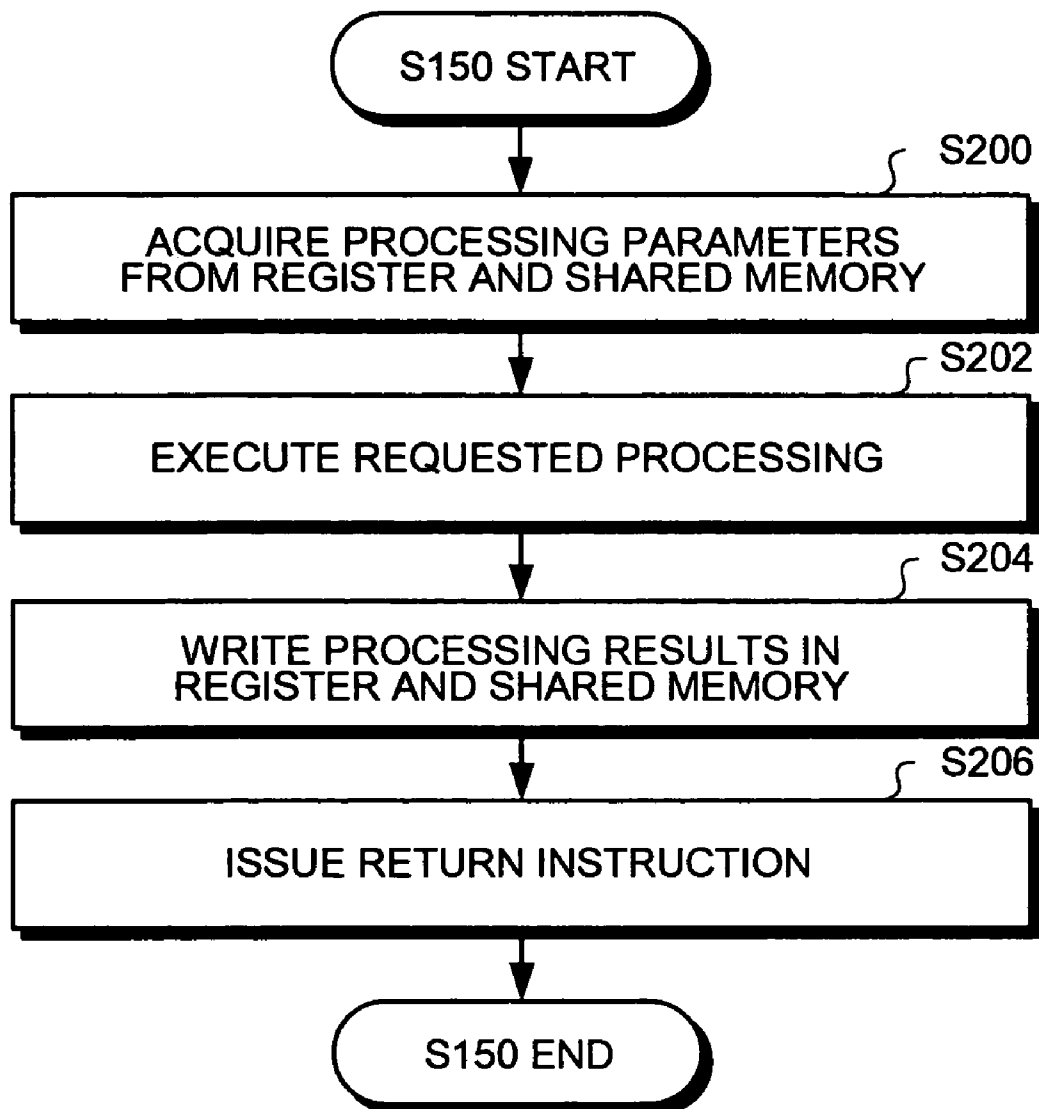 S150 START
S200
ACQUIRE PROCESSING PARAMETERS
FROM REGISTER AND SHARED MEMORY
S202
EXECUTE REQUESTED PROCESSING
S204
WRITE PROCESSING RESULTS IN
REGISTER AND SHARED MEMORY
S206
ISSUE RETURN INSTRUCTION
S150 END